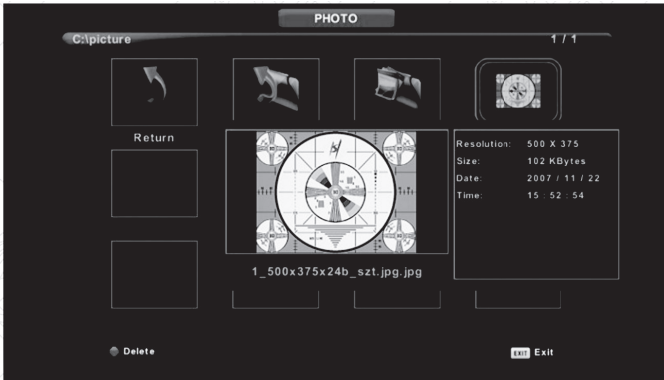 PHOTO
C:\picture
1 / 1
Return
Resolution: 500 X 375
Size: 102 KBytes
Date: 2007 / 11 / 22
Time: 15 : 52 : 54
1_500x375x24b_szt.jpg.jpg
Delete
EXIT Exit